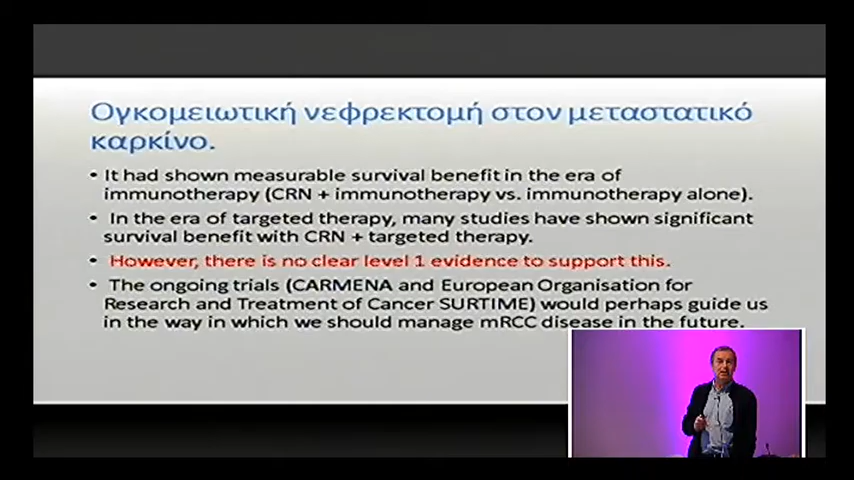 Ογκομειωτική νεφρεκτομή στον μεταστατικό
καρκίνο.
• It had shown measurable survival benefit in the era of
immunotherapy (CRN + immunotherapy vs. immunotherapy alone).
• In the era of targeted therapy, many studies have shown significant
survival benefit with CRN + targeted therapy.
• However, there is no clear level 1 evidence to support this.
• The ongoing trials (CARMENA and European Organisation for
Research and Treatment of Cancer SURTIME) would perhaps guide us
in the way in which we should manage mRCC disease in the future.